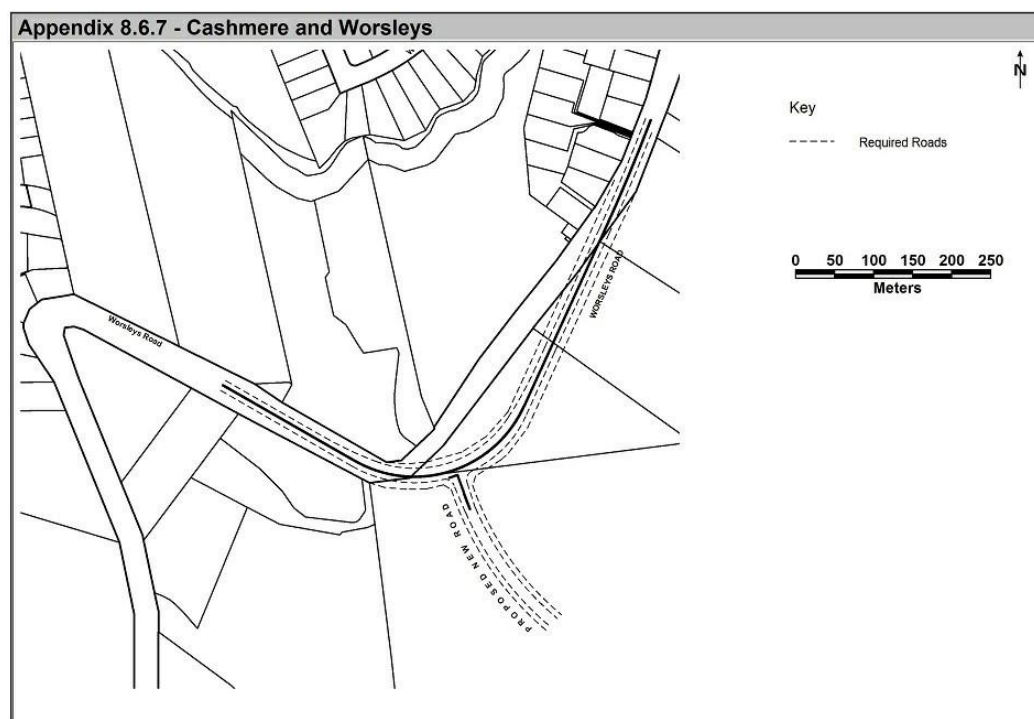 Appendix 8.6.7 - Cashmere and Worsleys
N
Key
Required Roads
0 50 100 150 200 250
Meters
WORSLEYS ROAD
Worsleys Road
PROPOSED NEW ROAD